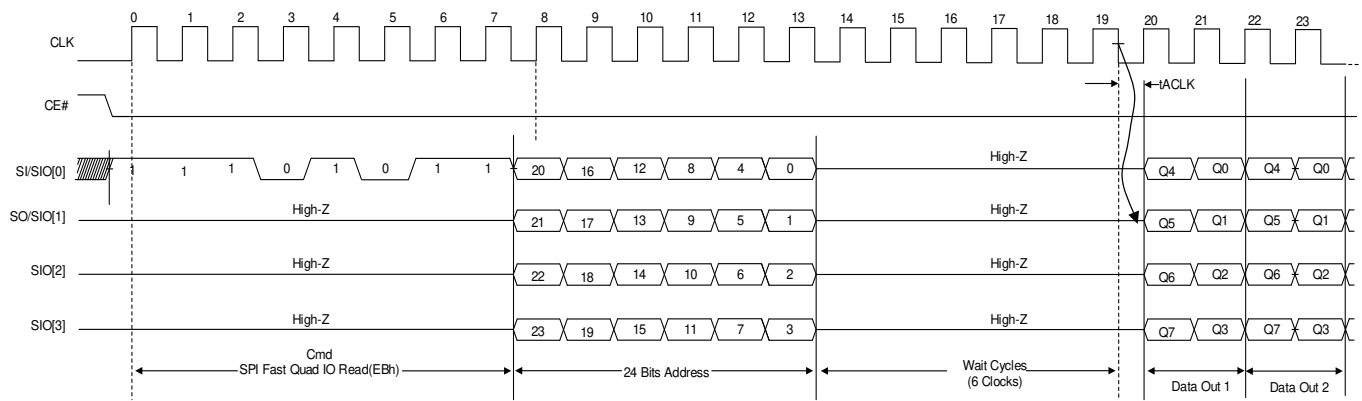 0 1 2 3 4 5 6 7 8 9 10 11 12 13 14 15 16 17 18 19 20 21 22 23
CLK
tACLK
CE#
SI/SIO[0] 1 1 1 0 1 0 1 1 20 16 12 8 4 0 High-Z Q4 Q0 Q4 Q0
SO/SIO[1] High-Z 21 17 13 9 5 1 High-Z Q5 Q1 Q5 Q1
SIO[2] High-Z 22 18 14 10 6 2 High-Z Q6 Q2 Q6 Q2
SIO[3] High-Z 23 19 15 11 7 3 High-Z Q7 Q3 Q7 Q3
Cmd
SPI Fast Quad IO Read(EBh)
24 Bits Address
Wait Cycles
(6 Clocks)
Data Out 1
Data Out 2